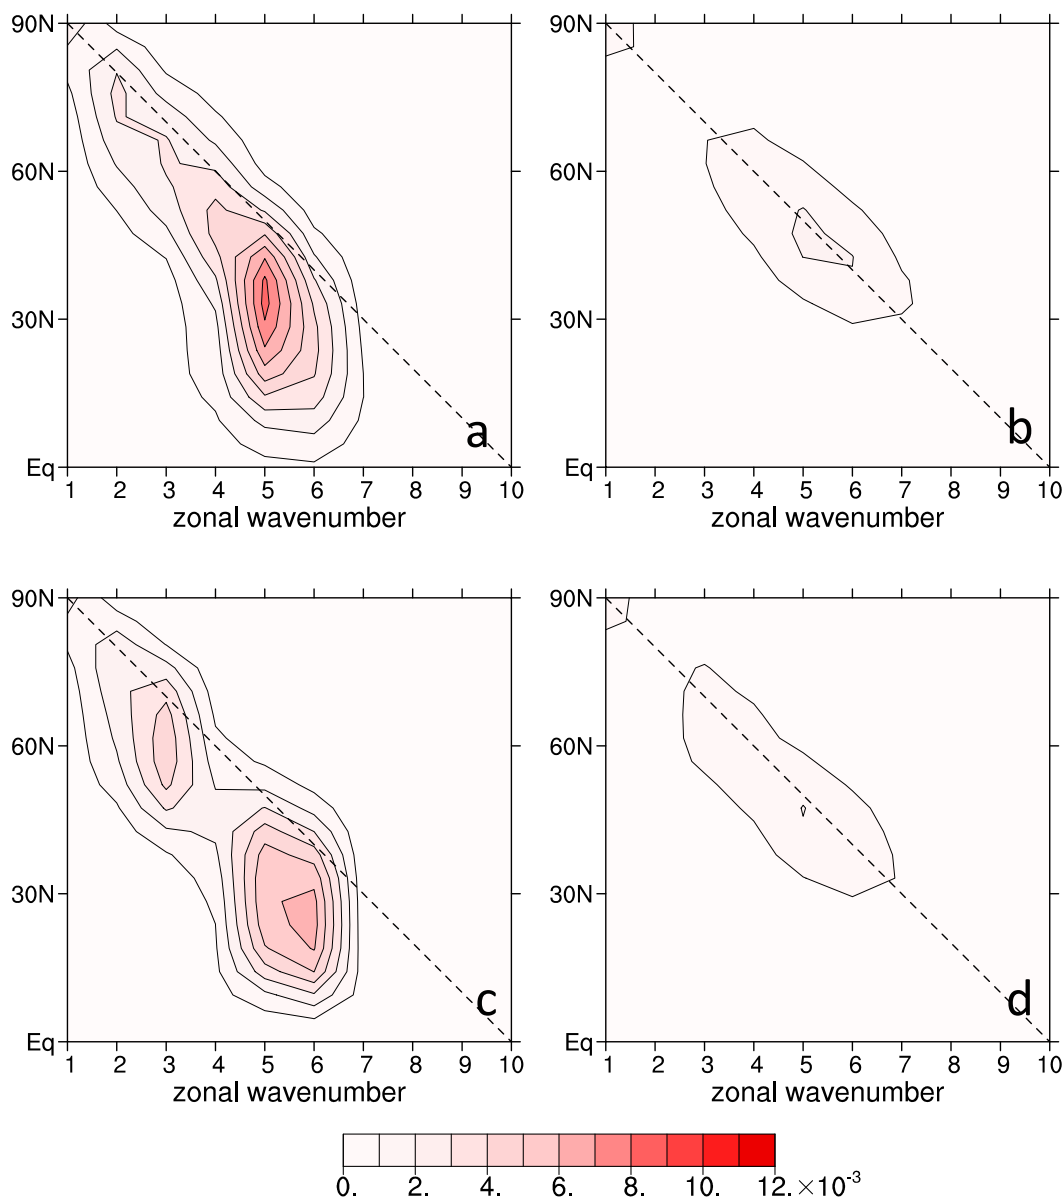 90N 90N
60N 60N
30N 30N
a b
Eq Eq
1 2 3 4 5 6 7 8 9 10 1 2 3 4 5 6 7 8 9 10
zonal wavenumber zonal wavenumber
90N 90N
60N 60N
30N 30N
c d
Eq Eq
1 2 3 4 5 6 7 8 9 10 1 2 3 4 5 6 7 8 9 10
zonal wavenumber zonal wavenumber
0. 2. 4. 6. 8. 10. 12. ×10⁻³